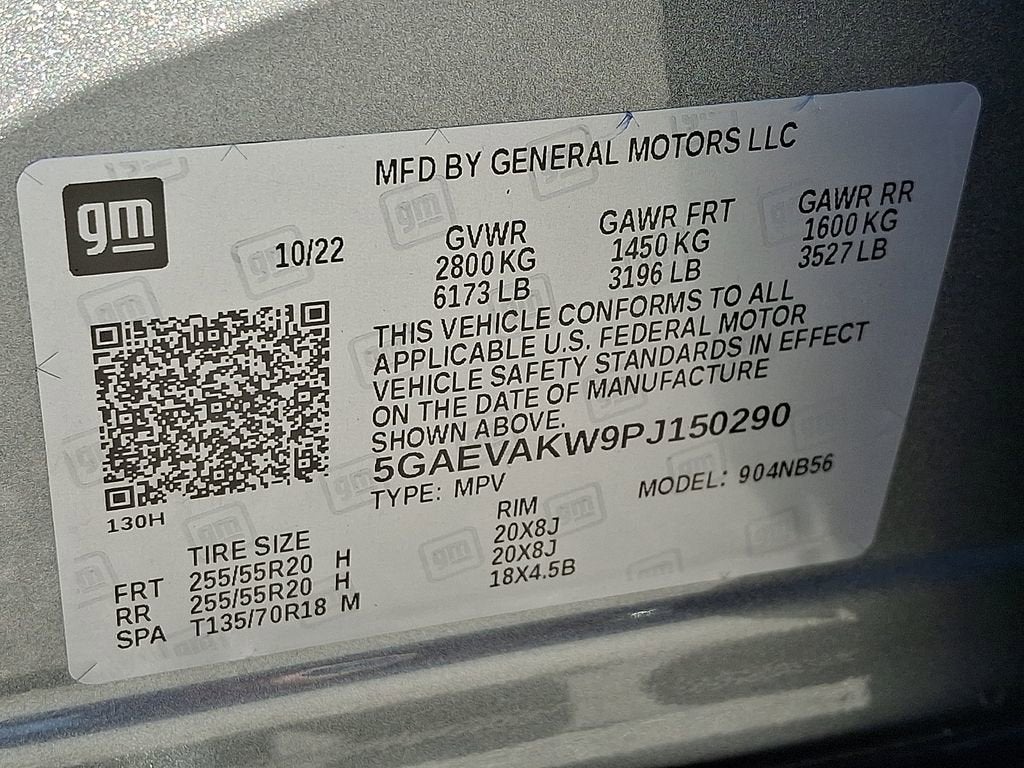 MFD BY GENERAL MOTORS LLC
gm
10/22
GVWR
2800 KG
6173 LB
GAWR FRT
1450 KG
3196 LB
GAWR RR
1600 KG
3527 LB
THIS VEHICLE CONFORMS TO ALL
APPLICABLE U.S. FEDERAL MOTOR
VEHICLE SAFETY STANDARDS IN EFFECT
ON THE DATE OF MANUFACTURE
SHOWN ABOVE.
5GAEVAKW9PJ150290
TYPE: MPV
MODEL: 904NB56
130H
TIRE SIZE RIM
FRT 255/55R20 H 20X8J
RR 255/55R20 H 20X8J
SPA T135/70R18 M 18X4.5B